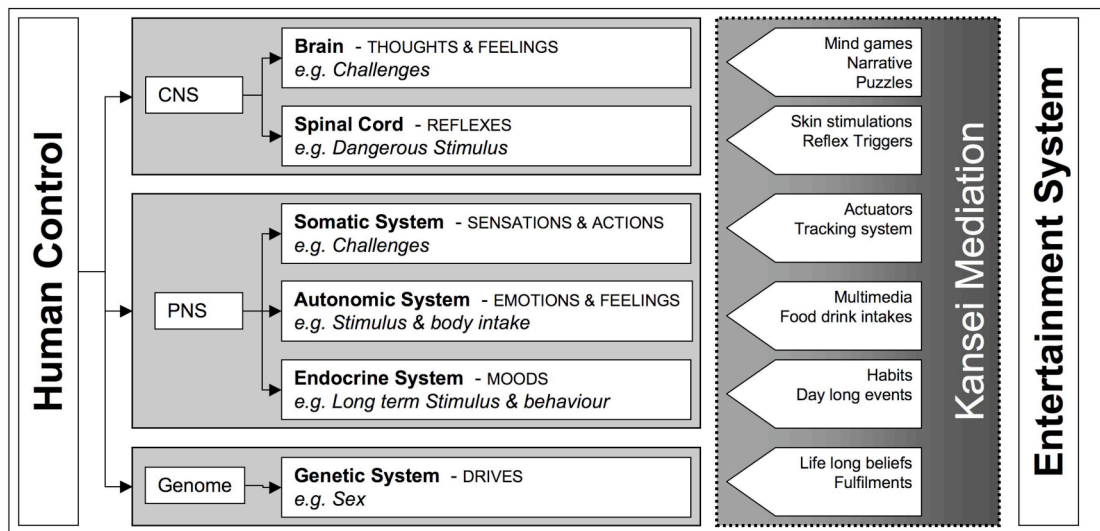 Human Control
CNS
Brain - THOUGHTS & FEELINGS
e.g. Challenges
Spinal Cord - REFLEXES
e.g. Dangerous Stimulus
PNS
Somatic System - SENSATIONS & ACTIONS
e.g. Challenges
Autonomic System - EMOTIONS & FEELINGS
e.g. Stimulus & body intake
Endocrine System - MOODS
e.g. Long term Stimulus & behaviour
Genome
Genetic System - DRIVES
e.g. Sex
Mind games
Narrative
Puzzles
Skin stimulations
Reflex Triggers
Actuators
Tracking system
Multimedia
Food drink intakes
Habits
Day long events
Life long beliefs
Fulfilments
Kansei Mediation
Entertainment System